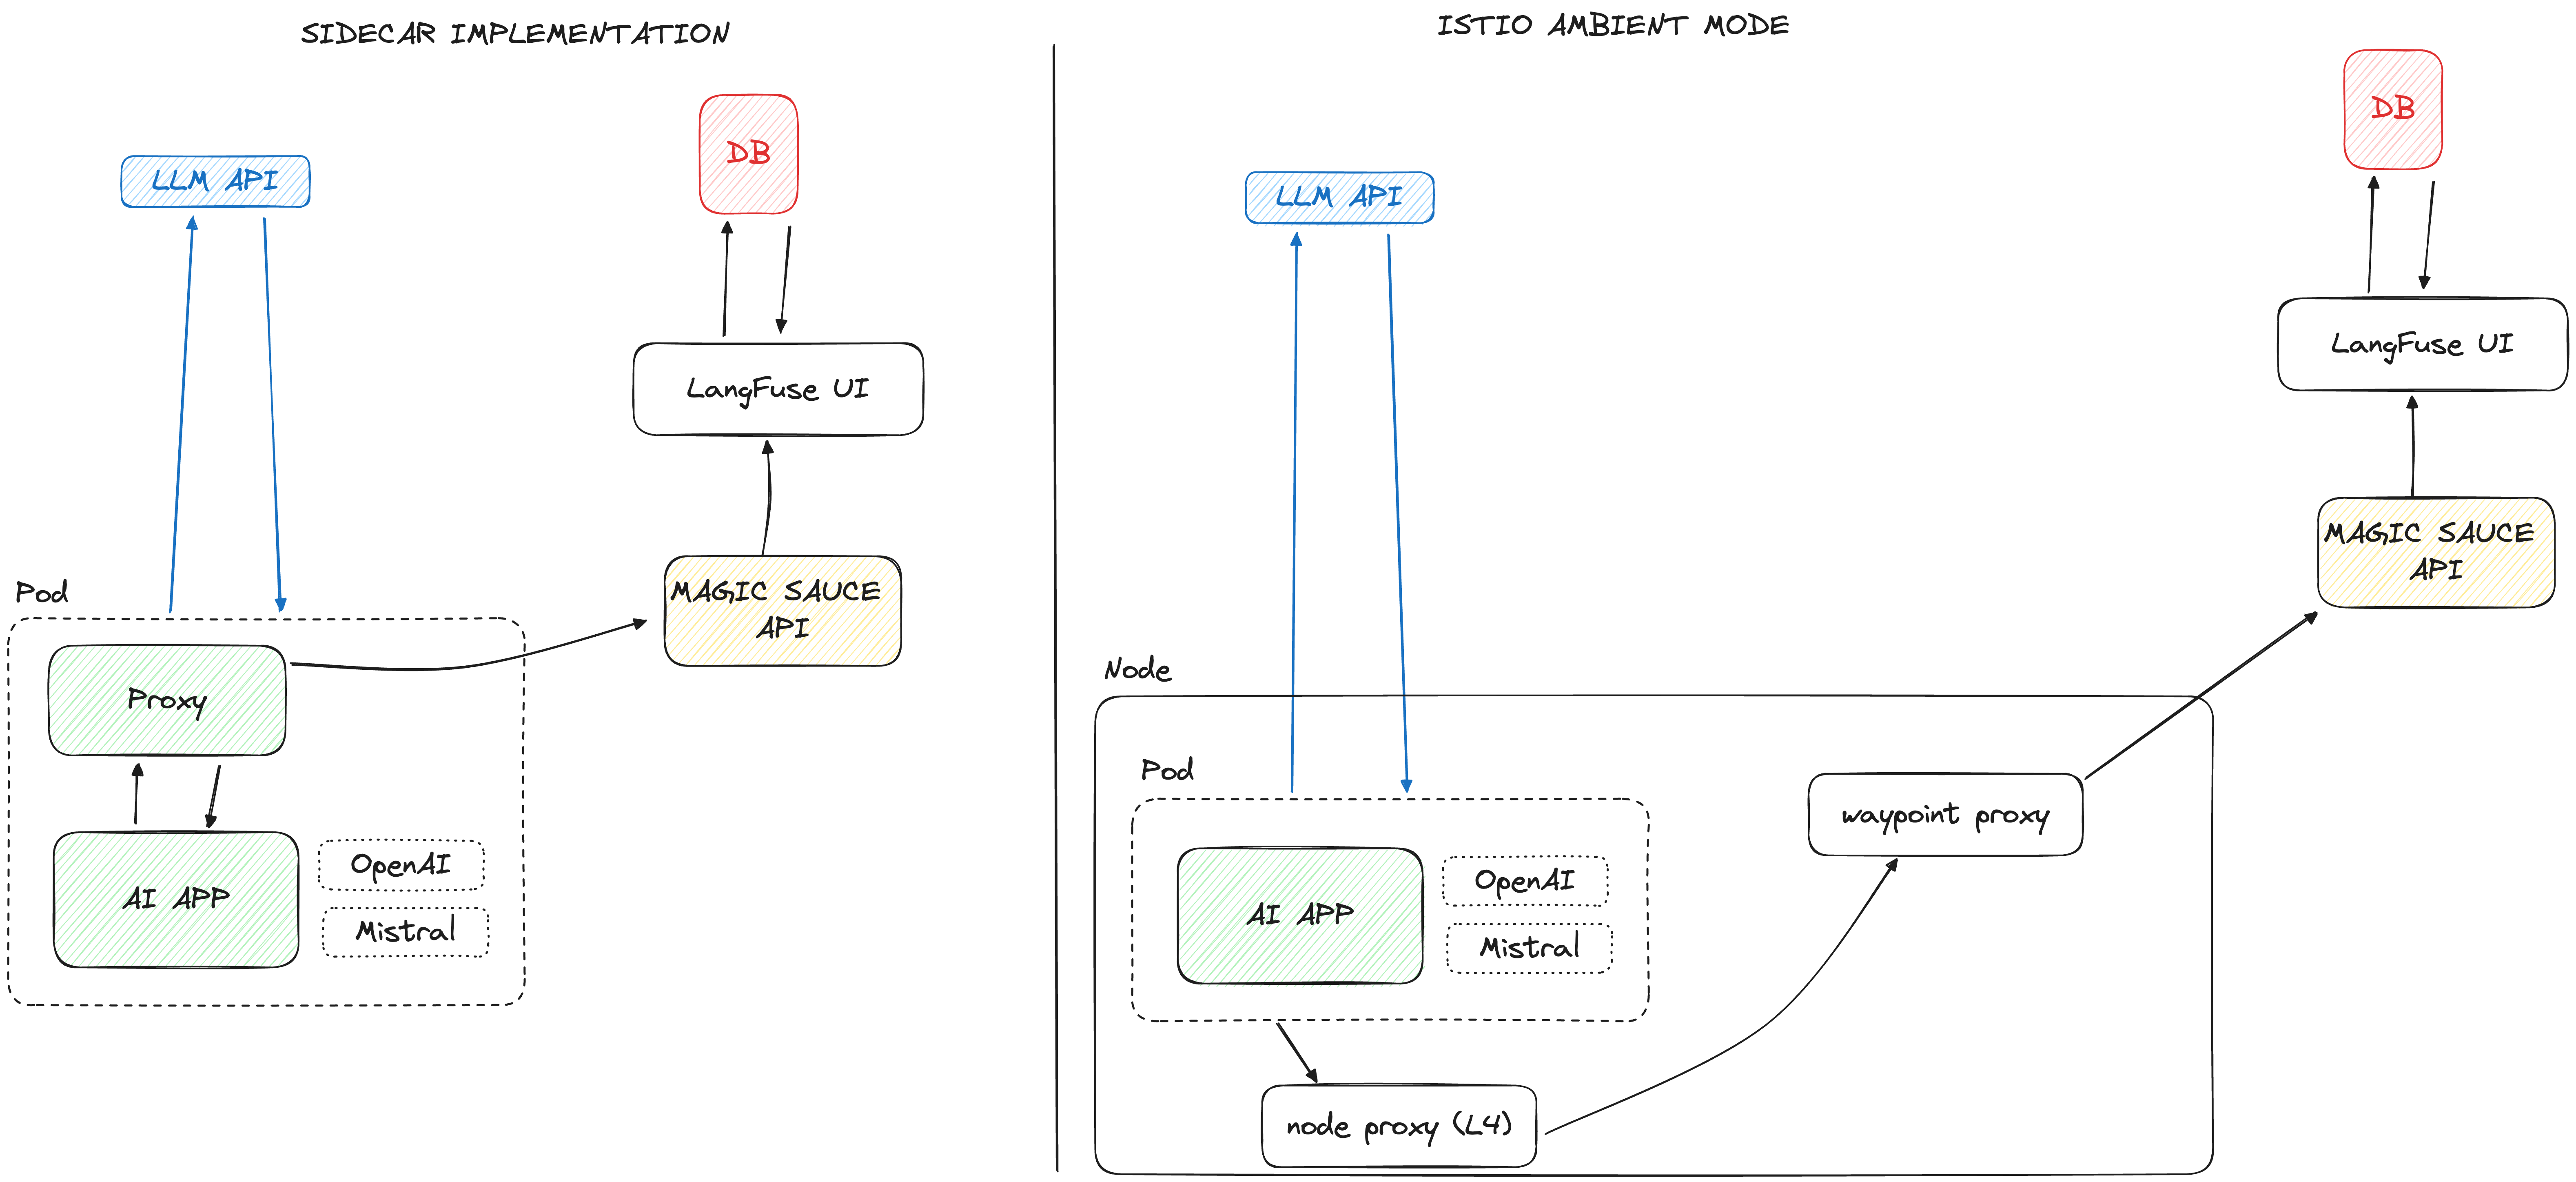 SIDECAR IMPLEMENTATION
DB
LLM API
LangFuse UI
MAGIC SAUCE
API
Pod
Proxy
AI APP
OpenAI
Mistral
ISTIO AMBIENT MODE
DB
LLM API
LangFuse UI
MAGIC SAUCE
API
Node
Pod
waypoint proxy
AI APP
OpenAI
Mistral
node proxy (L4)